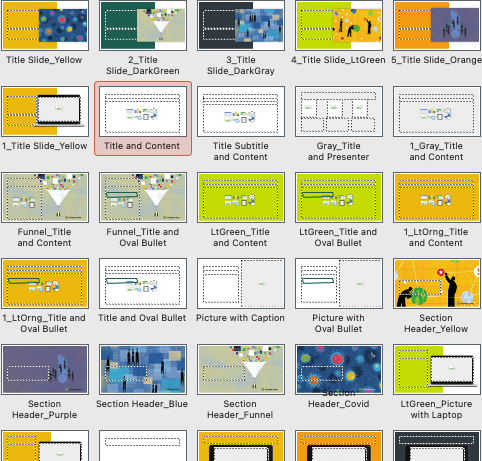 Title Slide_Yellow
2_Title
Slide_DarkGreen
3_Title
Slide_DarkGray
4_Title Slide_LtGreen
5_Title Slide_Orange
1_Title Slide_Yellow
Title and Content
Title Subtitle
and Content
Gray_Title
and Presenter
1_Gray_Title
and Content
Funnel_Title
and Content
Funnel_Title and
Oval Bullet
LtGreen_Title
and Content
LtGreen_Title and
Oval Bullet
1_LtOrng_Title
and Content
1_LtOrng_Title and
Oval Bullet
Title and Oval Bullet
Picture with Caption
Picture with
Oval Bullet
Section
Header_Yellow
Section
Header_Purple
Section Header_Blue
Section
Header_Funnel
Section
Header_Covid
LtGreen_Picture
with Laptop